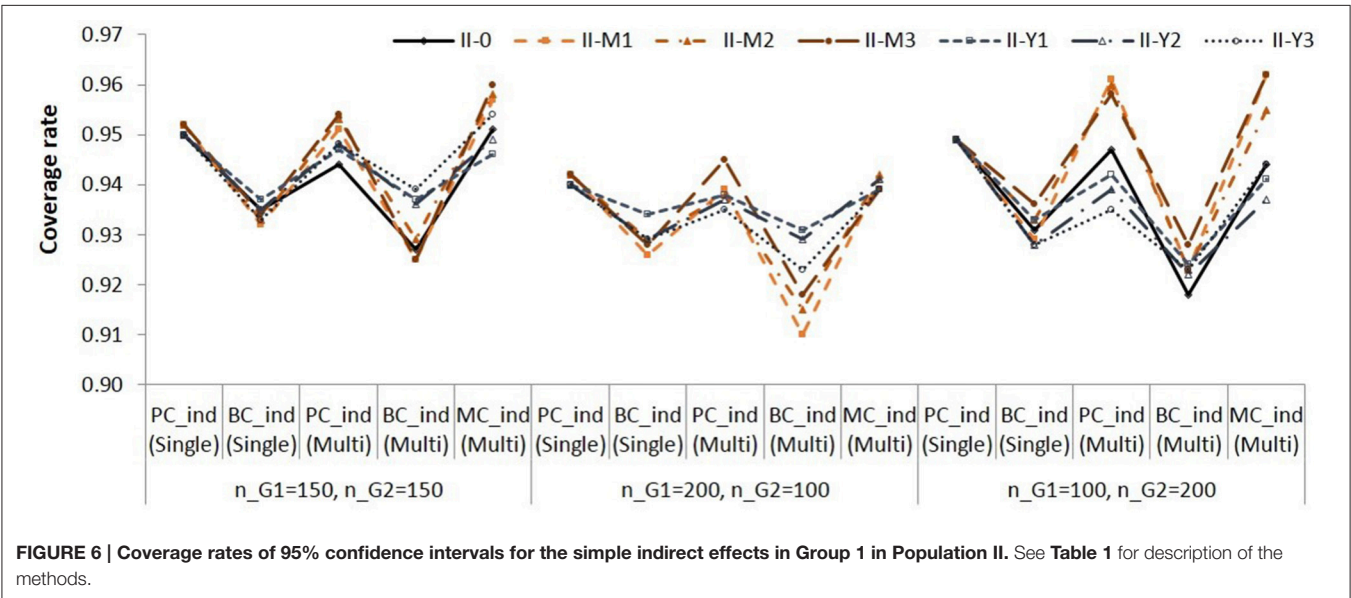 0.97
II-0 II-M1 II-M2 II-M3 II-Y1 II-Y2 II-Y3
0.96
0.95
0.94
0.93
0.92
0.91
0.90
Coverage rate
PC_ind BC_ind PC_ind BC_ind MC_ind PC_ind BC_ind PC_ind BC_ind MC_ind PC_ind BC_ind PC_ind BC_ind MC_ind
(Single) (Single) (Multi) (Multi) (Multi) (Single) (Single) (Multi) (Multi) (Multi) (Single) (Single) (Multi) (Multi) (Multi)
n_G1=150, n_G2=150 n_G1=200, n_G2=100 n_G1=100, n_G2=200
FIGURE 6 | Coverage rates of 95% confidence intervals for the simple indirect effects in Group 1 in Population II. See Table 1 for description of the
methods.